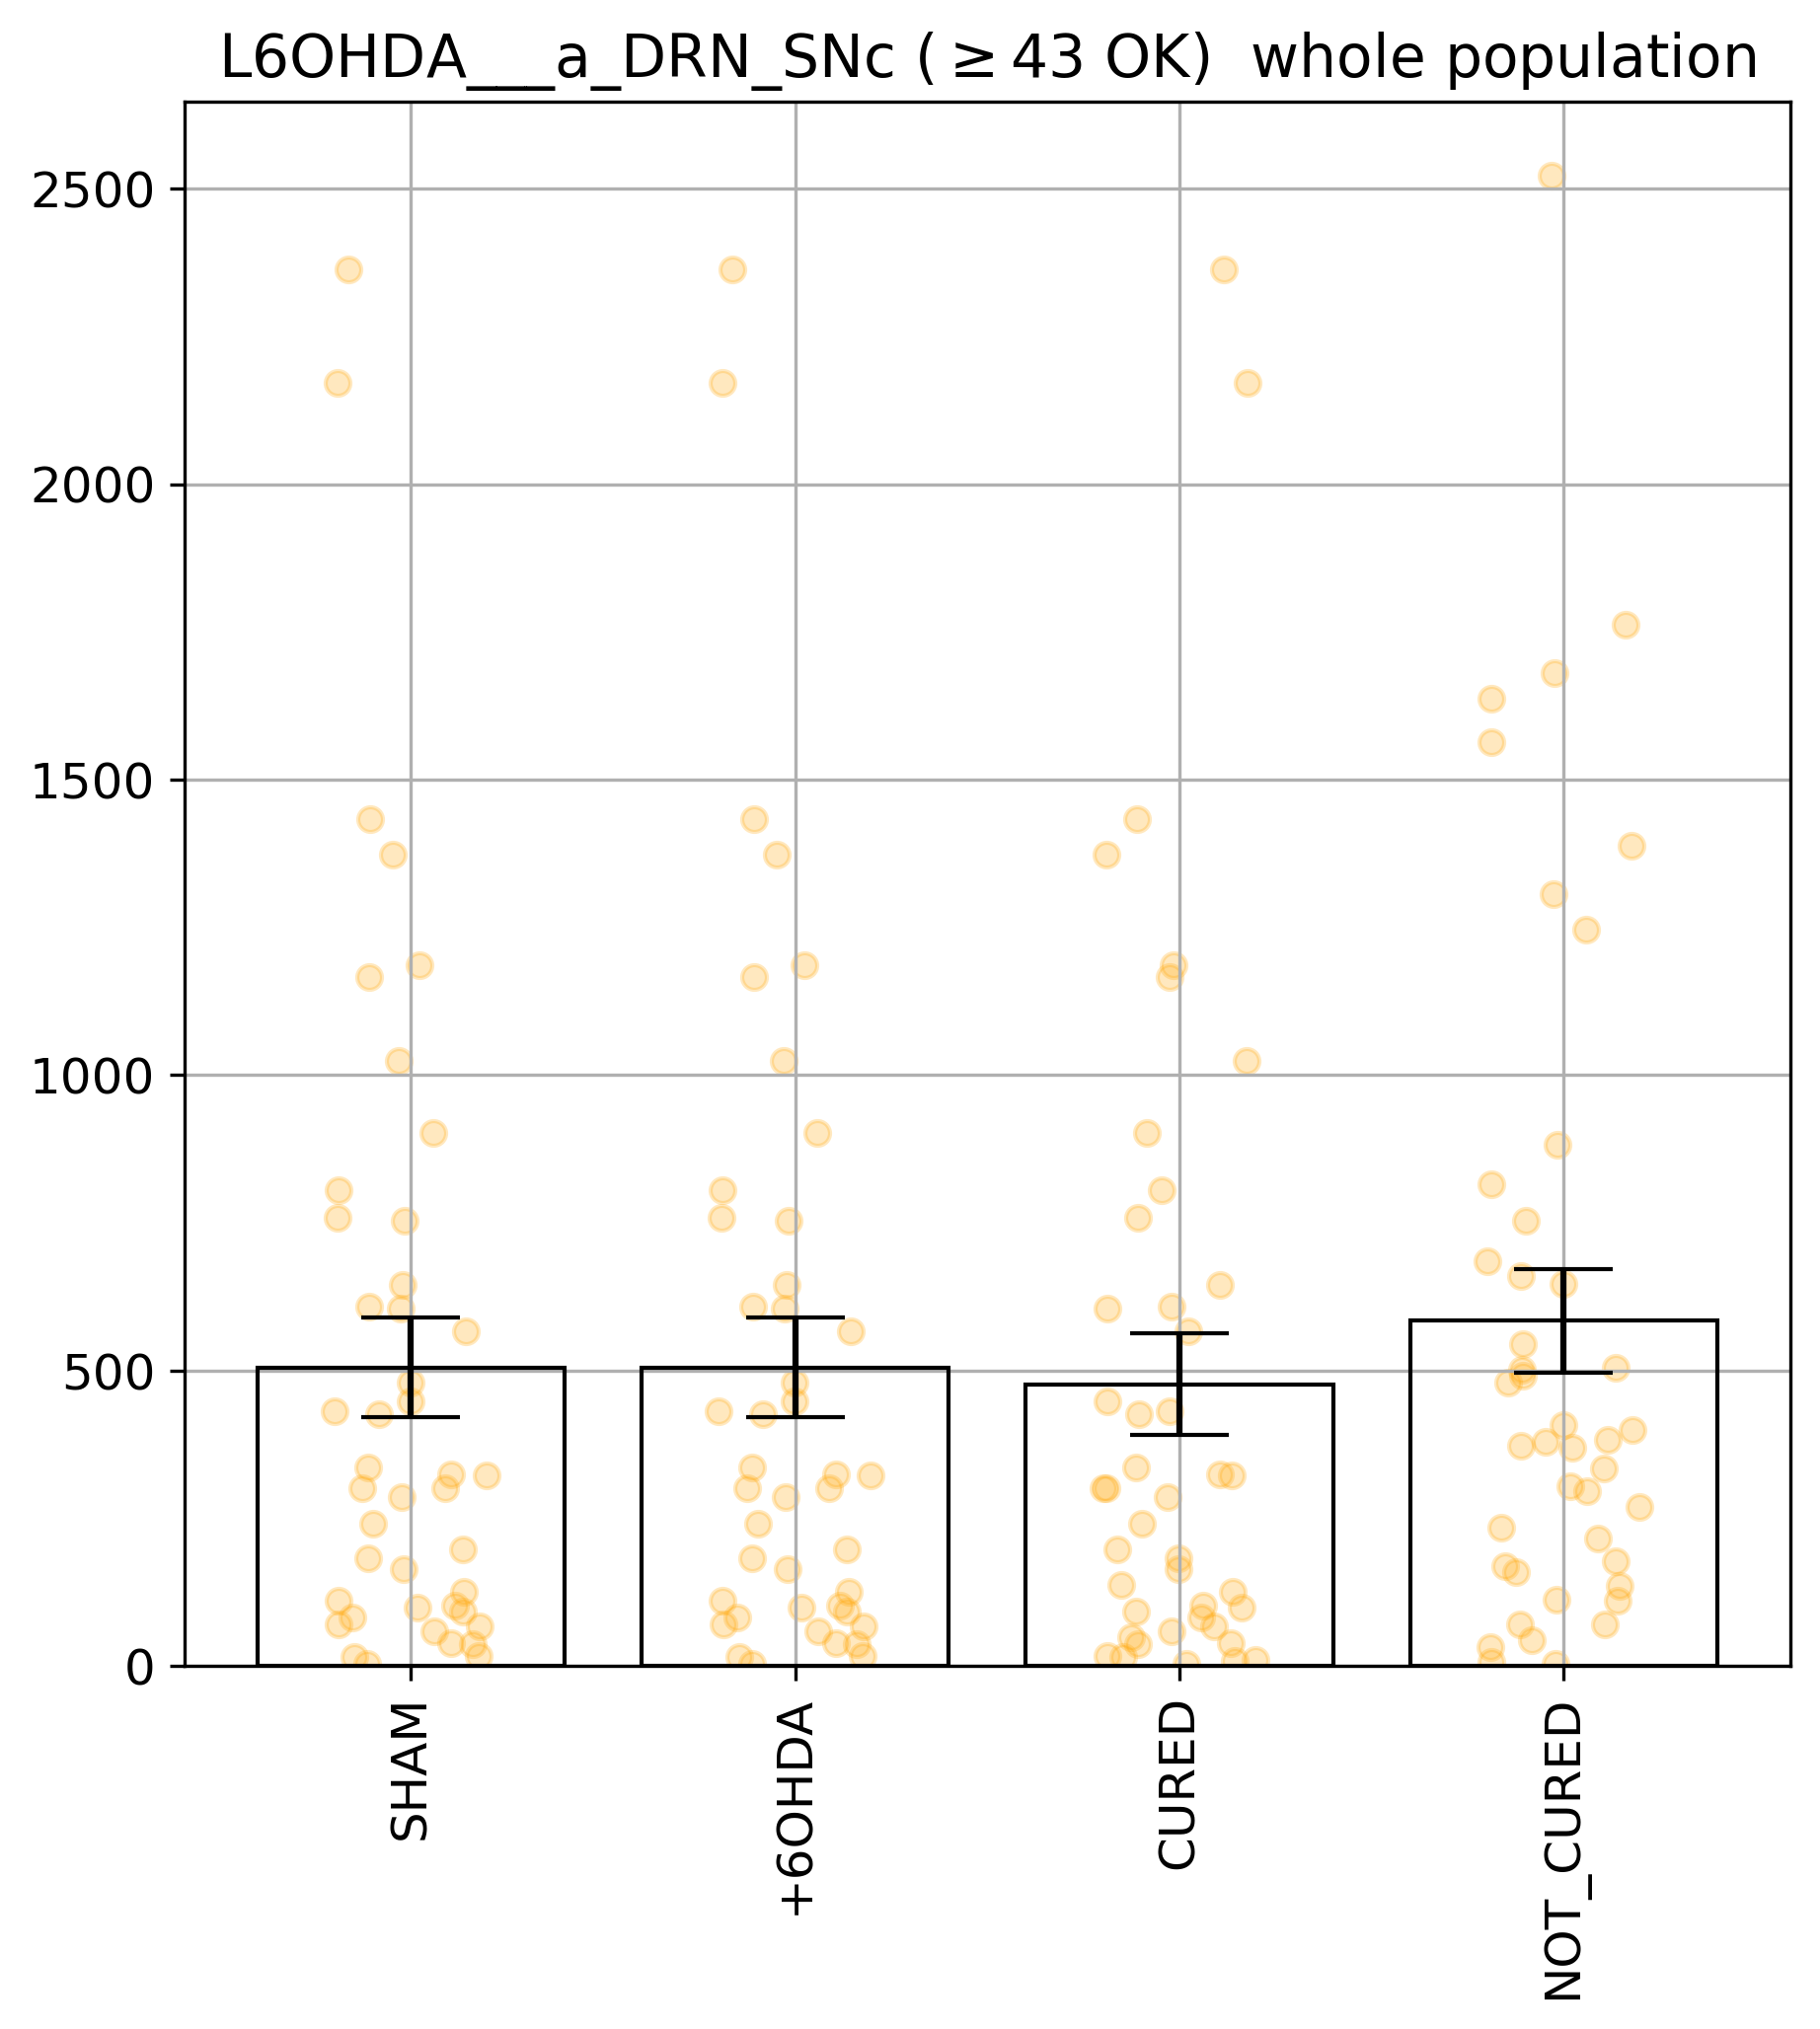 L6OHDA___a_DRN_SNc ( ≥ 43 OK)  whole population
2500
2000
1500
1000
500
0
SHAM
+6OHDA
CURED
NOT_CURED